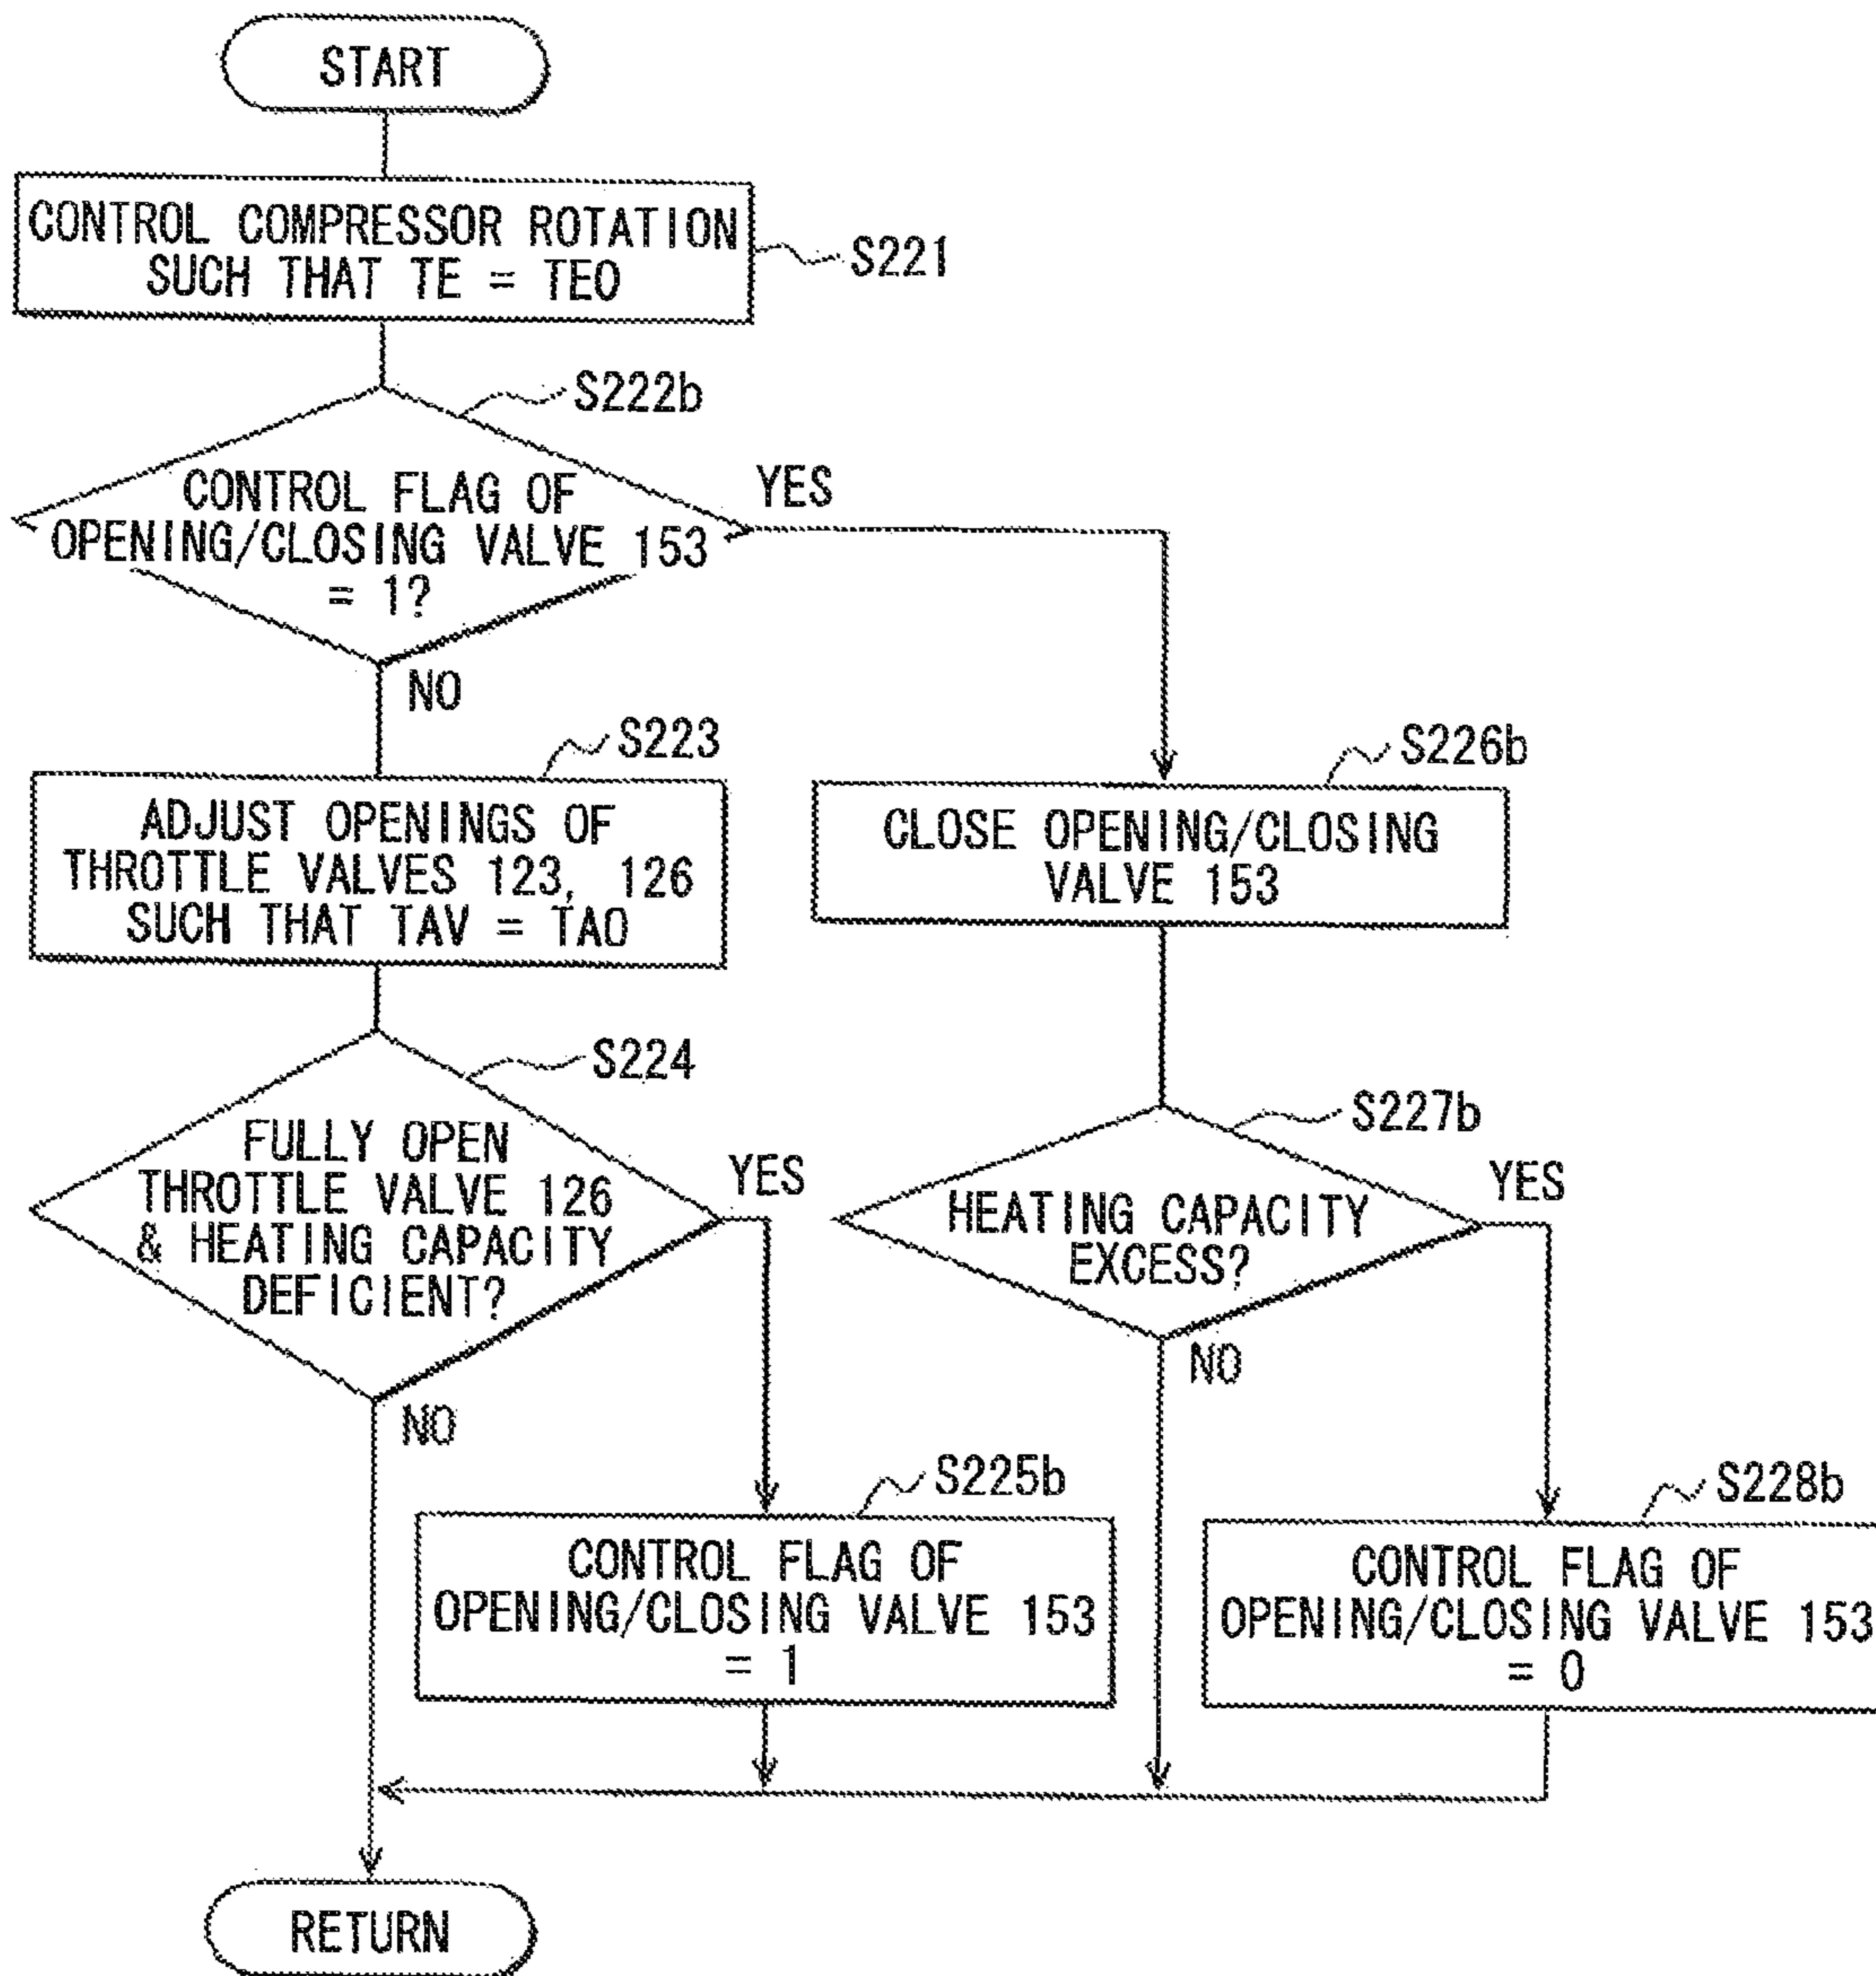 START
CONTROL COMPRESSOR ROTATION
SUCH THAT TE = TEO
S221
S222b
CONTROL FLAG OF
OPENING/CLOSING VALVE 153
= 1?
YES
NO
S223
ADJUST OPENINGS OF
THROTTLE VALVES 123, 126
SUCH THAT TAV = TAO
S226b
CLOSE OPENING/CLOSING
VALVE 153
S224
FULLY OPEN
THROTTLE VALVE 126
& HEATING CAPACITY
DEFICIENT?
YES
NO
S227b
HEATING CAPACITY
EXCESS?
YES
NO
S225b
CONTROL FLAG OF
OPENING/CLOSING VALVE 153
= 1
S228b
CONTROL FLAG OF
OPENING/CLOSING VALVE 153
= 0
RETURN